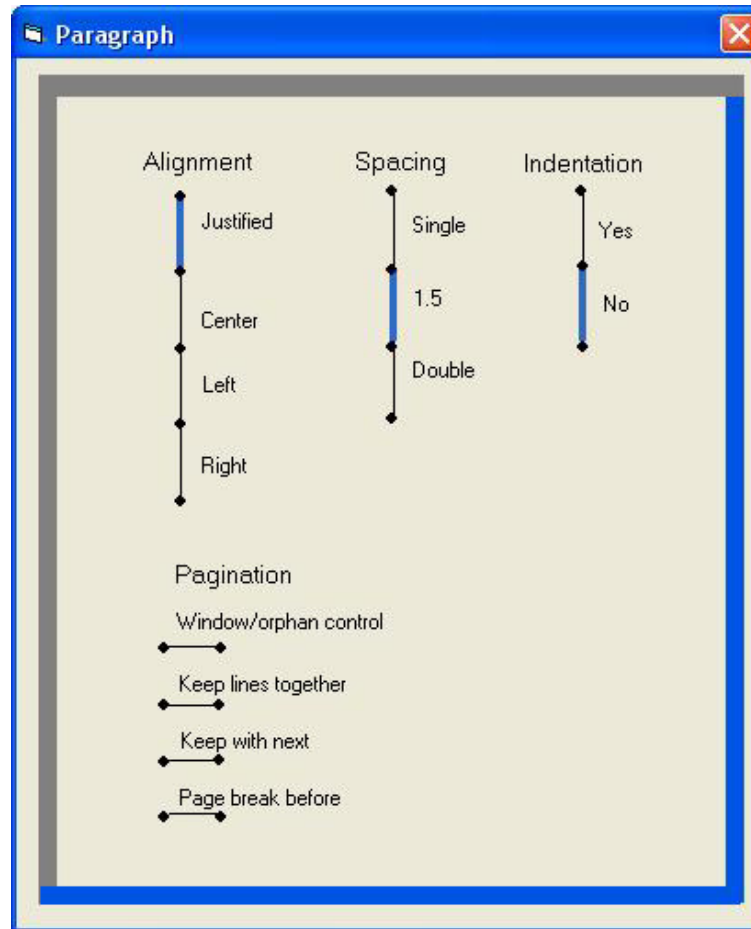 Paragraph
Alignment
Justified
Center
Left
Right
Spacing
Single
1.5
Double
Indentation
Yes
No
Pagination
Window/orphan control
Keep lines together
Keep with next
Page break before